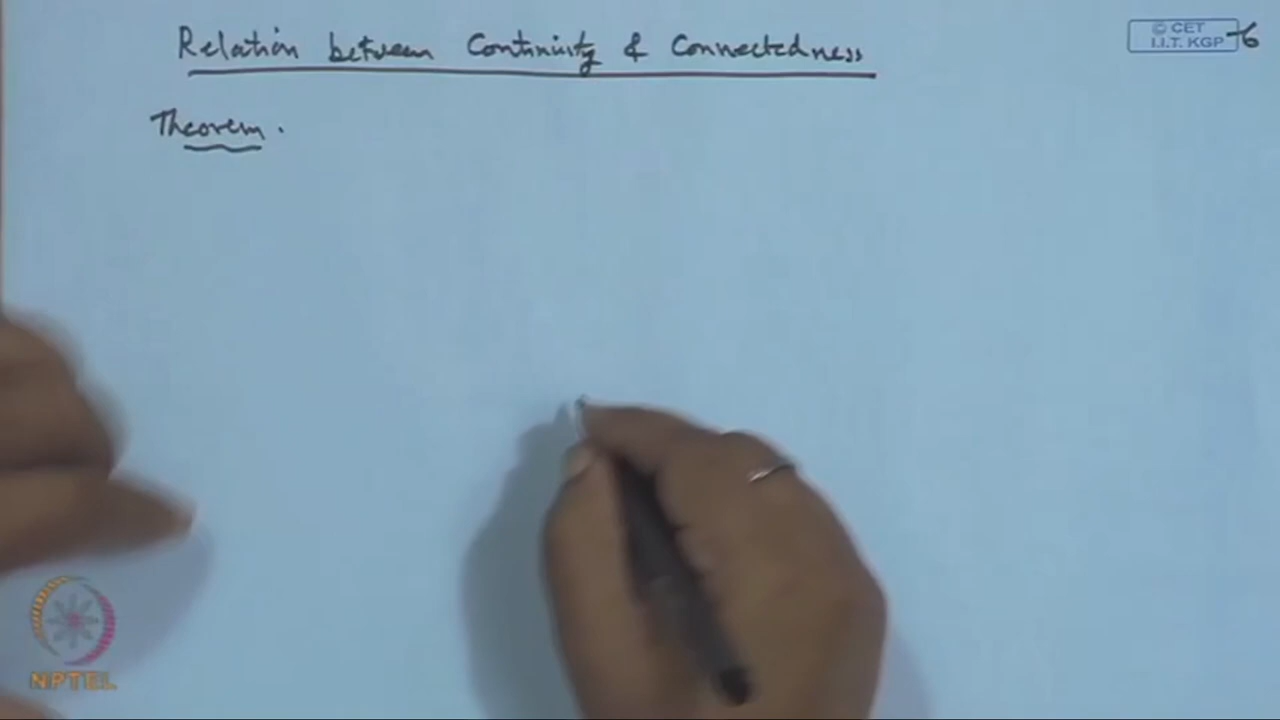 Relation between Continuity & Connectedness
© CET
I.I.T. KGP
6
Theorem.
NPTEL